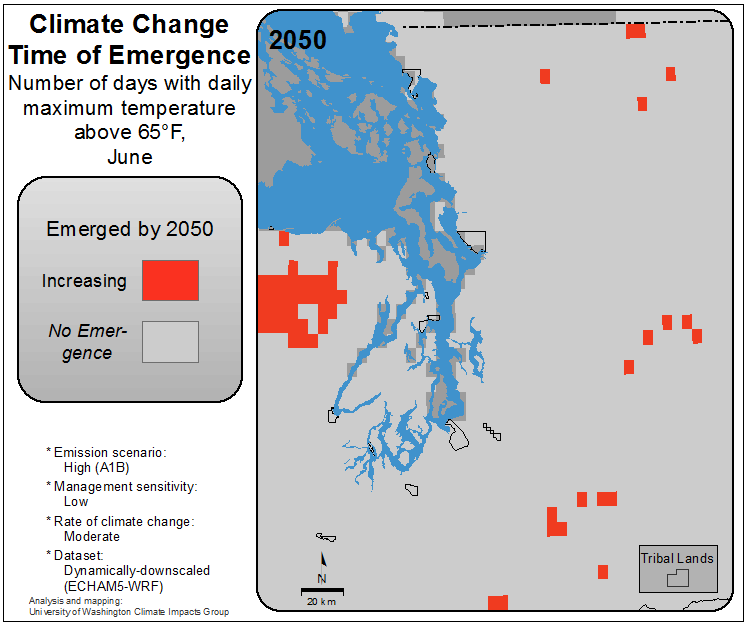 Climate Change
Time of Emergence
Number of days with daily
maximum temperature
above 65°F,
June
Emerged by 2050
Increasing
No Emer-
gence
* Emission scenario:
High (A1B)
* Management sensitivity:
Low
* Rate of climate change:
Moderate
* Dataset:
Dynamically-downscaled
(ECHAM5-WRF)
Analysis and mapping:
University of Washington Climate Impacts Group
2050
N
20 km
Tribal Lands